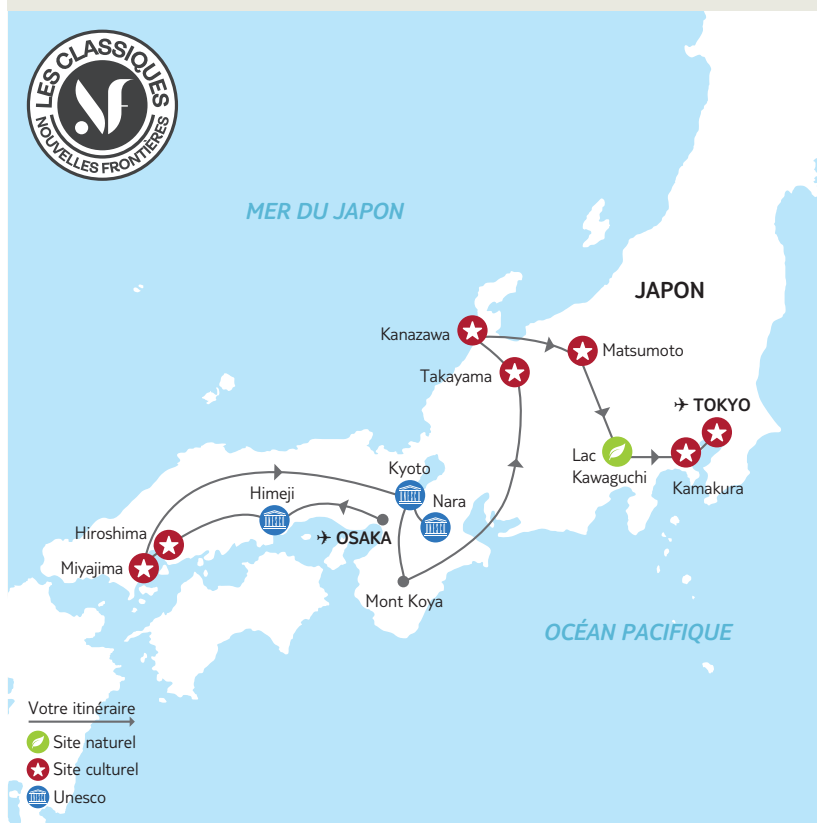 LES CLASSIQUES
NF
NOUVELLES FRONTIÈRES
MER DU JAPON
JAPON
Kanazawa
Matsumoto
Takayama
TOKYO
Lac
Kawaguchi
Kamakura
Kyoto
Himeji
Nara
Hiroshima
OSAKA
Miyajima
Mont Koya
OCÉAN PACIFIQUE
Votre itinéraire
Site naturel
Site culturel
Unesco